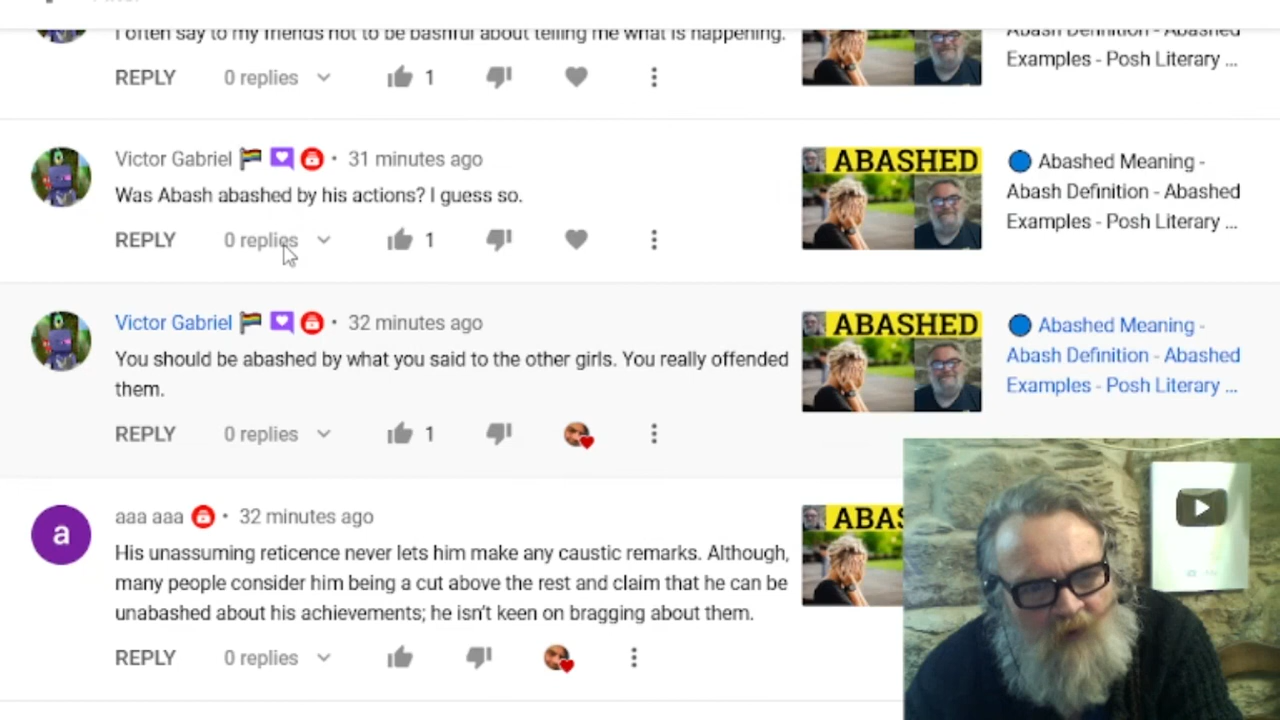 I often say to my friends not to be bashful about telling me what is happening.
Abash Definition - Abashed
Examples - Posh Literary ...
REPLY 0 replies 1
Victor Gabriel • 31 minutes ago
Was Abash abashed by his actions? I guess so.
REPLY 0 replies 1
ABASHED
Abashed Meaning -
Abash Definition - Abashed
Examples - Posh Literary ...
Victor Gabriel • 32 minutes ago
You should be abashed by what you said to the other girls. You really offended
them.
REPLY 0 replies 1
ABASHED
Abashed Meaning -
Abash Definition - Abashed
Examples - Posh Literary ...
a
aaa aaa • 32 minutes ago
His unassuming reticence never lets him make any caustic remarks. Although,
many people consider him being a cut above the rest and claim that he can be
unabashed about his achievements; he isn’t keen on bragging about them.
REPLY 0 replies
ABAS